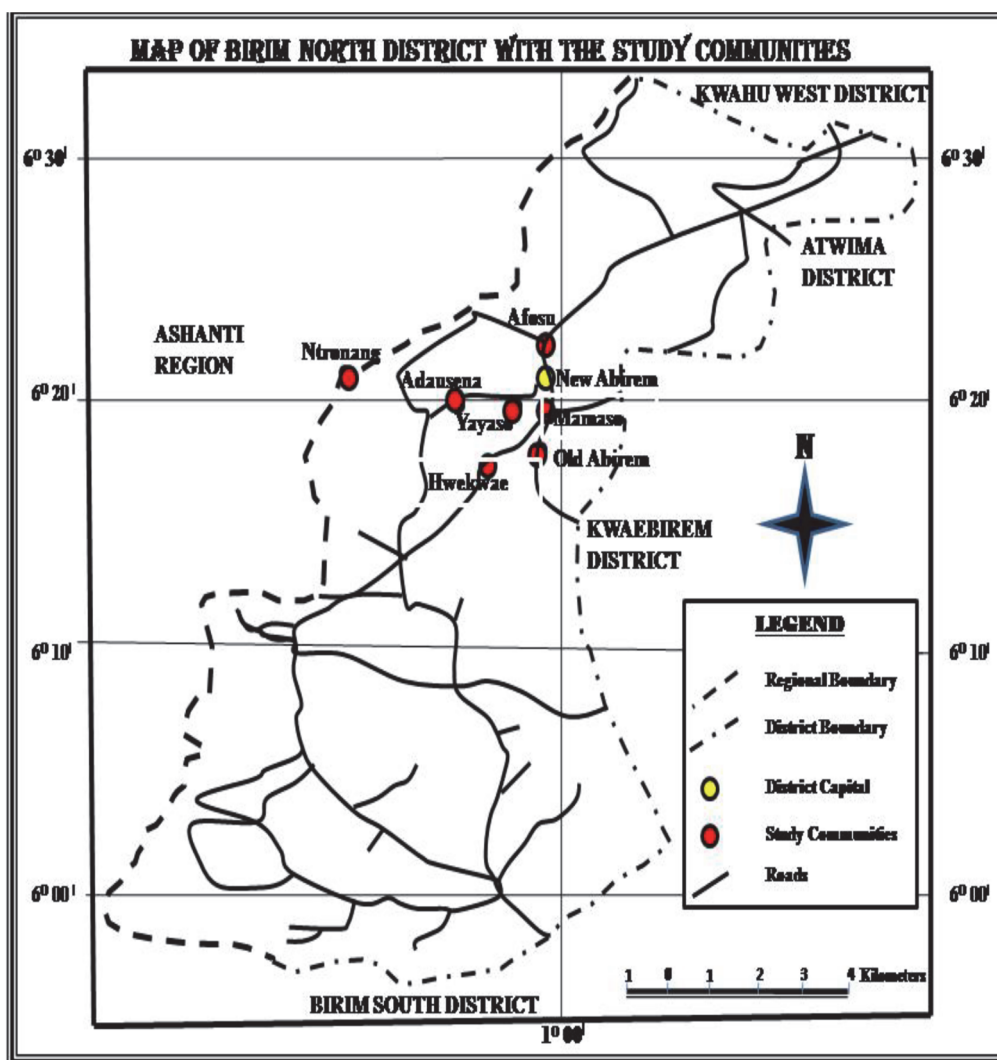 MAP OF BIRIM NORTH DISTRICT WITH THE STUDY COMMUNITIES
KWAHU WEST DISTRICT
6⁰ 30ˡ
6⁰ 30ˡ
ATWIMA
DISTRICT
Afosu
ASHANTI
REGION
Ntronang
Adausena
New Abirem
6⁰ 20ˡ
6⁰ 20ˡ
Yayaso
Mamaso
Old Abirem
Hwekwae
N
KWAEBIREM
DISTRICT
6⁰ 10ˡ
6⁰ 10ˡ
LEGEND
Regional Boundary
District Boundary
District Capital
Study Communities
Roads
6⁰ 00ˡ
6⁰ 00ˡ
1 0 1 2 3 4 Kilometers
BIRIM SOUTH DISTRICT
1⁰ 00ˡ